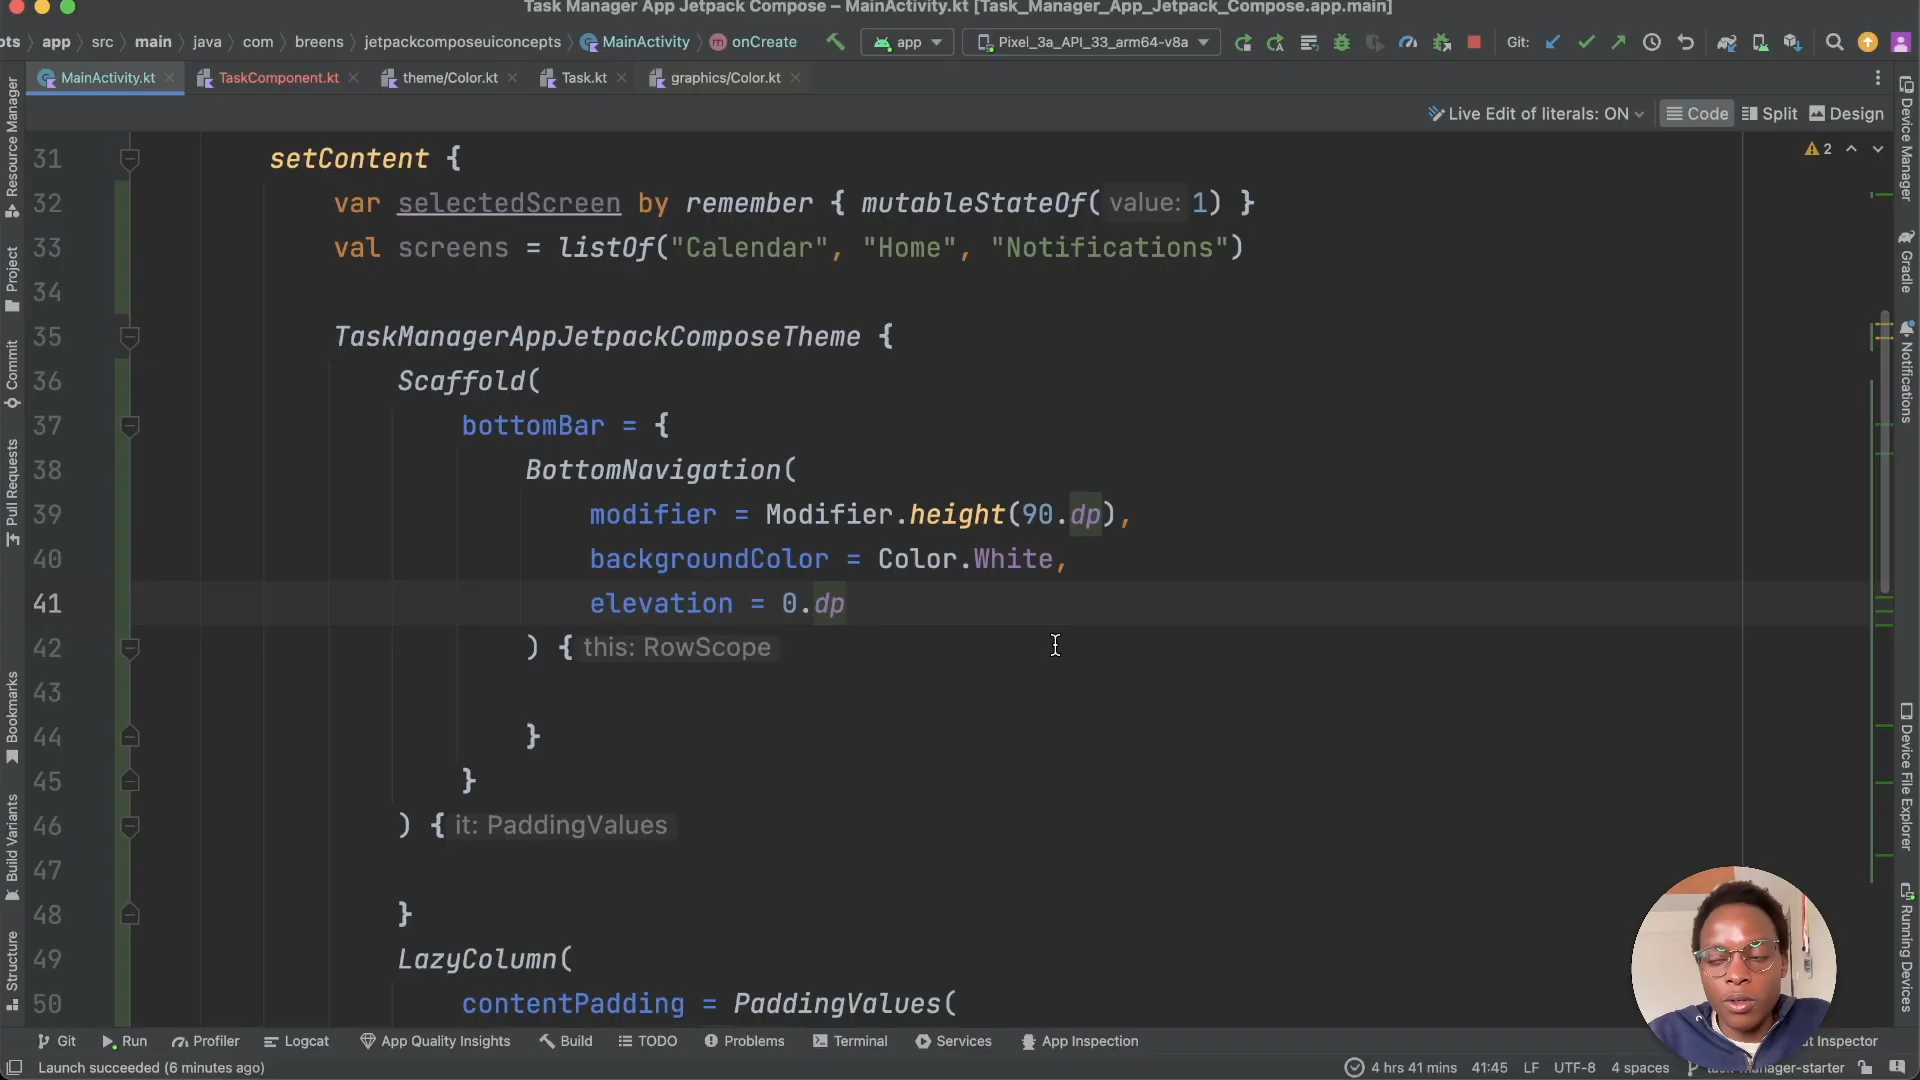 Task Manager App Jetpack Compose – MainActivity.kt [Task_Manager_App_Jetpack_Compose.app.main]
app src main java com breens jetpackcomposeuiconcepts MainActivity onCreate app Pixel_3a_API_33_arm64-v8a Git:
MainActivity.kt TaskComponent.kt theme/Color.kt Task.kt graphics/Color.kt
Live Edit of literals: ON Code Split Design
2
31 setContent {
32 var selectedScreen by remember { mutableStateOf( value: 1) }
33 val screens = listOf("Calendar", "Home", "Notifications")
34
35 TaskManagerAppJetpackComposeTheme {
36 Scaffold(
37 bottomBar = {
38 BottomNavigation(
39 modifier = Modifier.height(90.dp),
40 backgroundColor = Color.White,
41 elevation = 0.dp
42 ) { this: RowScope
43
44 }
45 }
46 ) { it: PaddingValues
47
48 }
49 LazyColumn(
50 contentPadding = PaddingValues(
Resource Manager
Project
Commit
Pull Requests
Bookmarks
Build Variants
Structure
Device Manager
Gradle
Notifications
Device File Explorer
Running Devices
Git Run Profiler Logcat App Quality Insights Build TODO Problems Terminal Services App Inspection Inspector
Launch succeeded (6 minutes ago) 4 hrs 41 mins 41:45 LF UTF-8 4 spaces